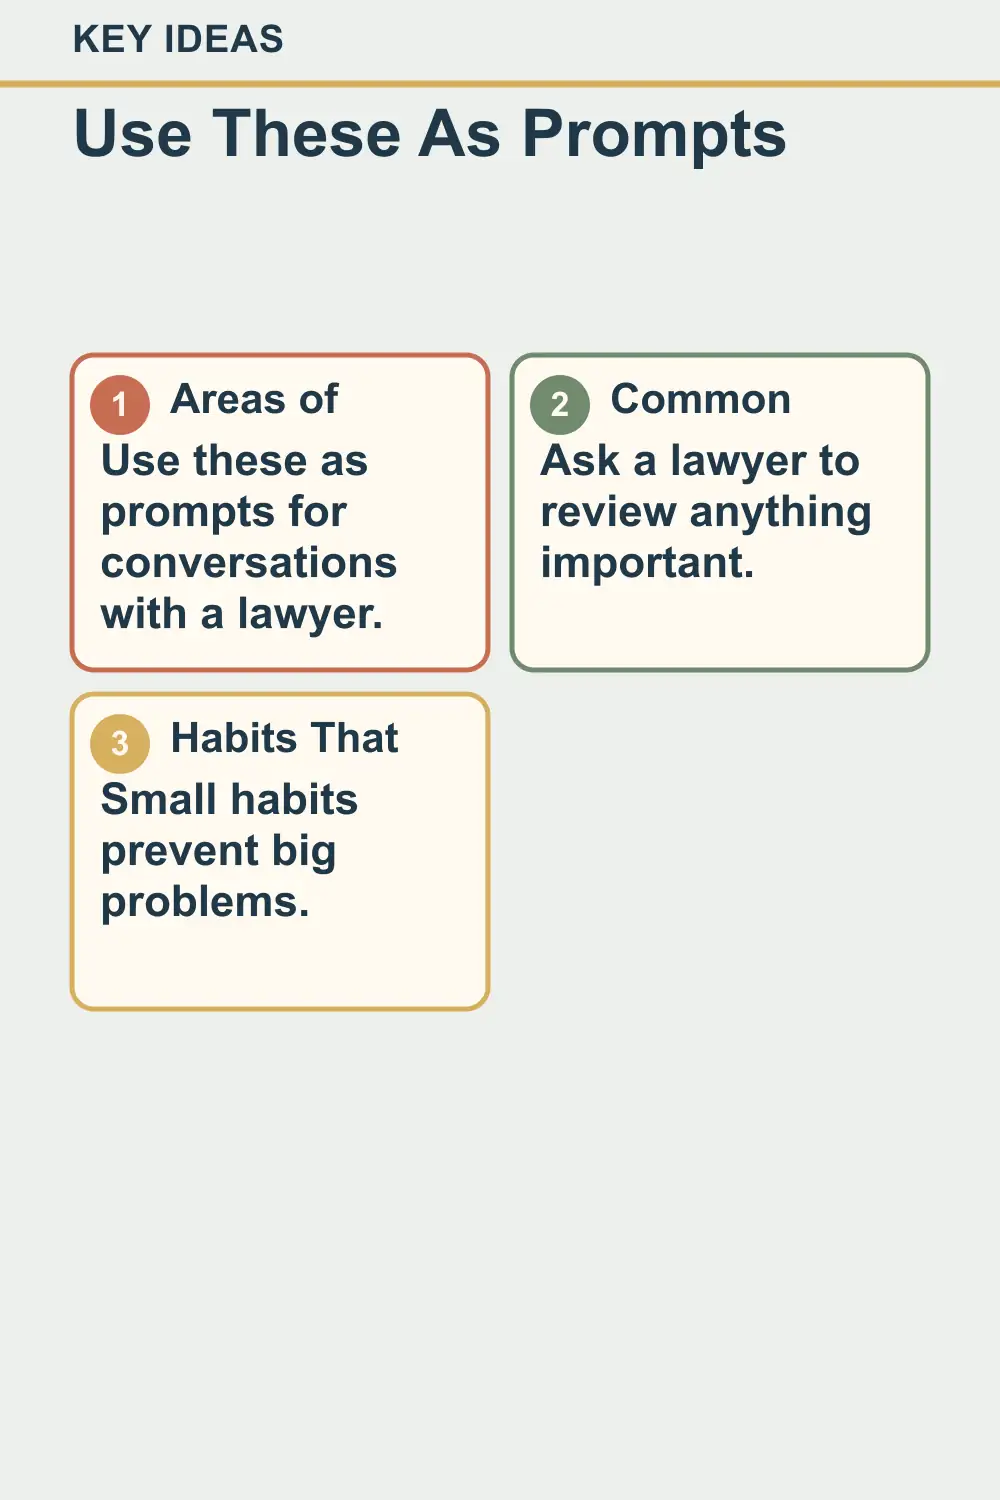 KEY IDEAS
Use These As Prompts
1 Areas of
Use these as
prompts for
conversations
with a lawyer.
2 Common
Ask a lawyer to
review anything
important.
3 Habits That
Small habits
prevent big
problems.